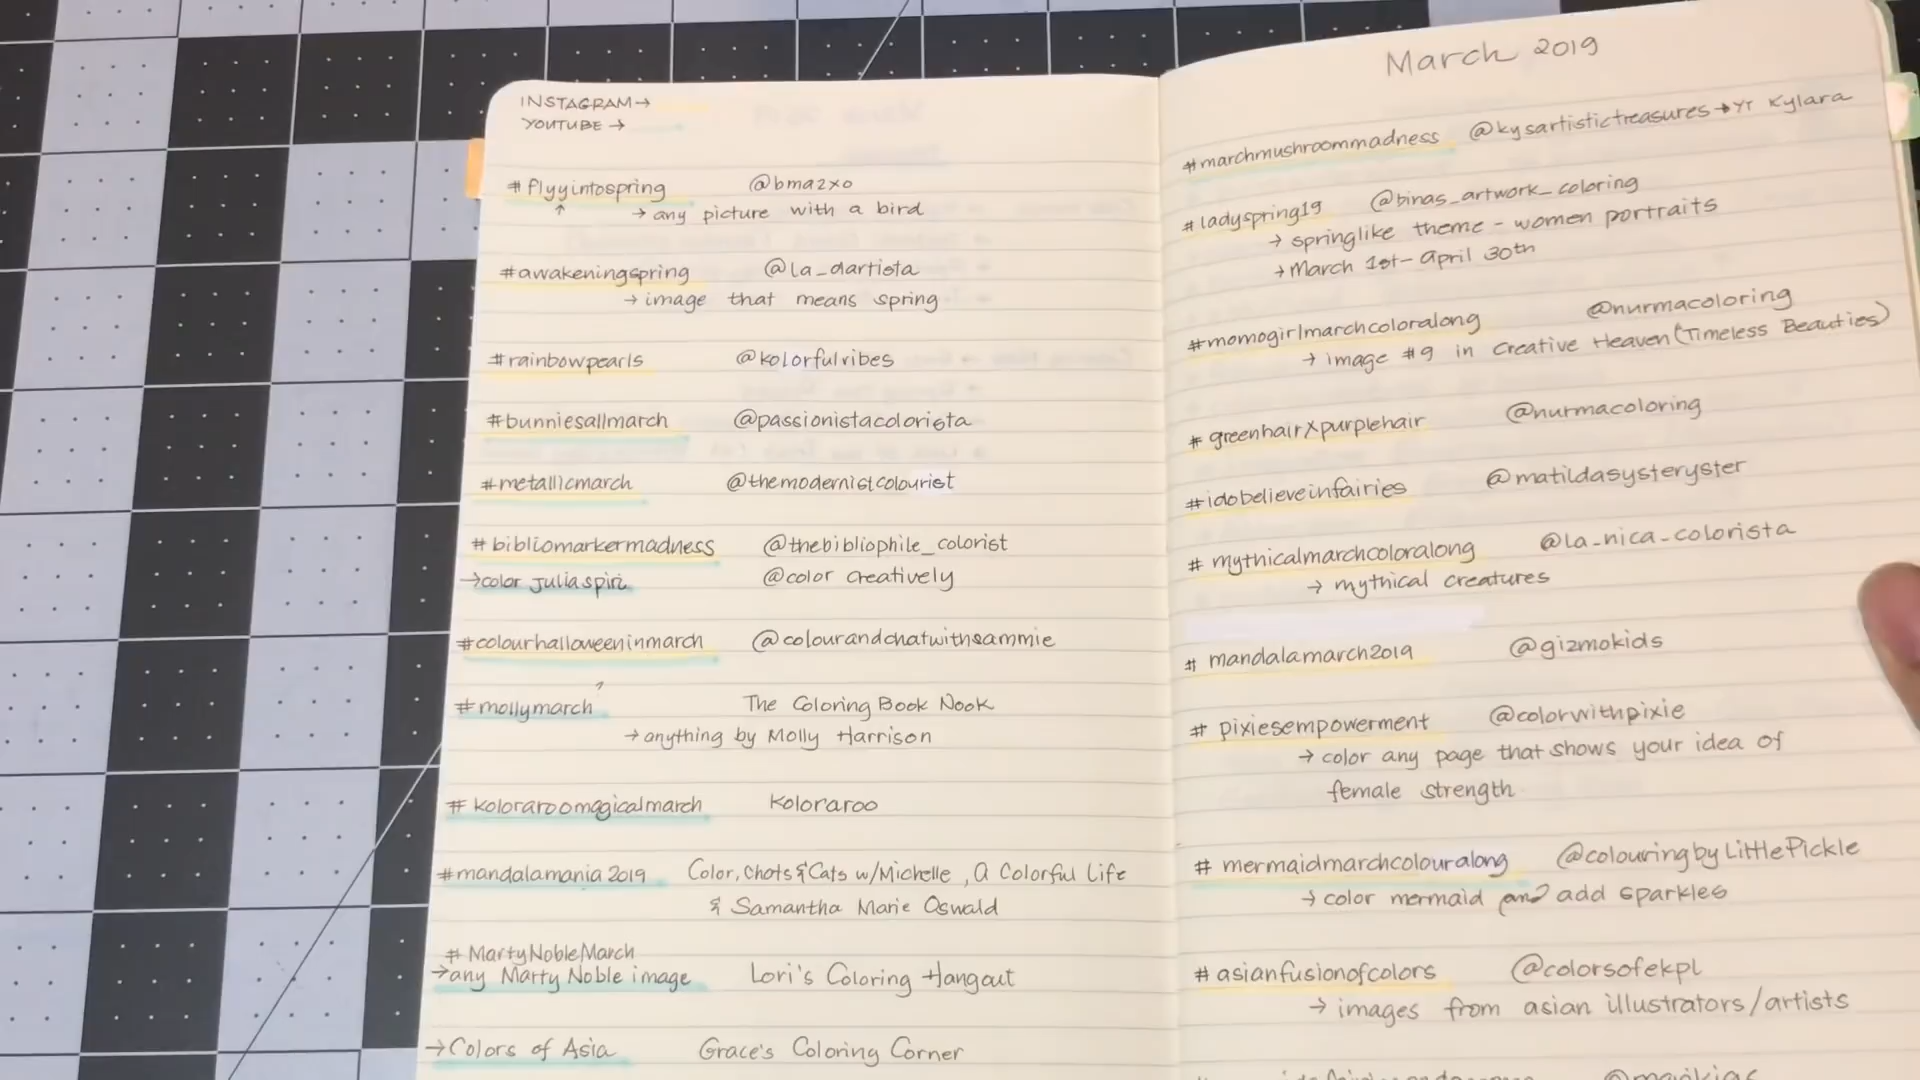 INSTAGRAM→
YOUTUBE →
#flyyintospring @bmazxo
↑ → any picture with a bird
#awakeningspring @la_dartista
→ image that means spring
#rainbowpearls @kolorfulvibes
#bunniesallmarch @passionistacolorista
#metallicmarch @themodernistcolourist
#bibliomarkermadness @thebibliophile_colorist
→color julia spiri @color creatively
#colourhalloweeninmarch @colourandchatwithsammie
#mollymarch The Coloring Book Nook
→ anything by Molly Harrison
#koloraroomagicalmarch Koloraroo
#mandalamania2019 Color, Chats & Cats w/Michelle, A Colorful Life
& Samantha Marie Oswald
#MartyNobleMarch
→any Marty Noble image Lori's Coloring Hangout
→Colors of Asia Grace's Coloring Corner
March 2019
#marchmushroommadness @kysartistictreasures →YT Kylara
#ladyspring19 @binas_artwork_coloring
→ springlike theme - women portraits
→ March 1st - April 30th
#momogirlmarchcoloralong @nurmacoloring
→ image #9 in Creative Heaven (Timeless Beauties)
#greenhairxpurplehair @nurmacoloring
#idobelieveinfairies @matildasysteryster
#mythicalmarchcoloralong @la_nica_colorista
→ mythical creatures
#mandalamarch2019 @gizmokids
#pixiesempowerment @colorwithpixie
→ color any page that shows your idea of
female strength
#mermaidmarchcolouralong @colouringbyLittlePickle
→ color mermaid and add sparkles
#asianfusionofcolors @colorsofekpl
→ images from asian illustrators/artists